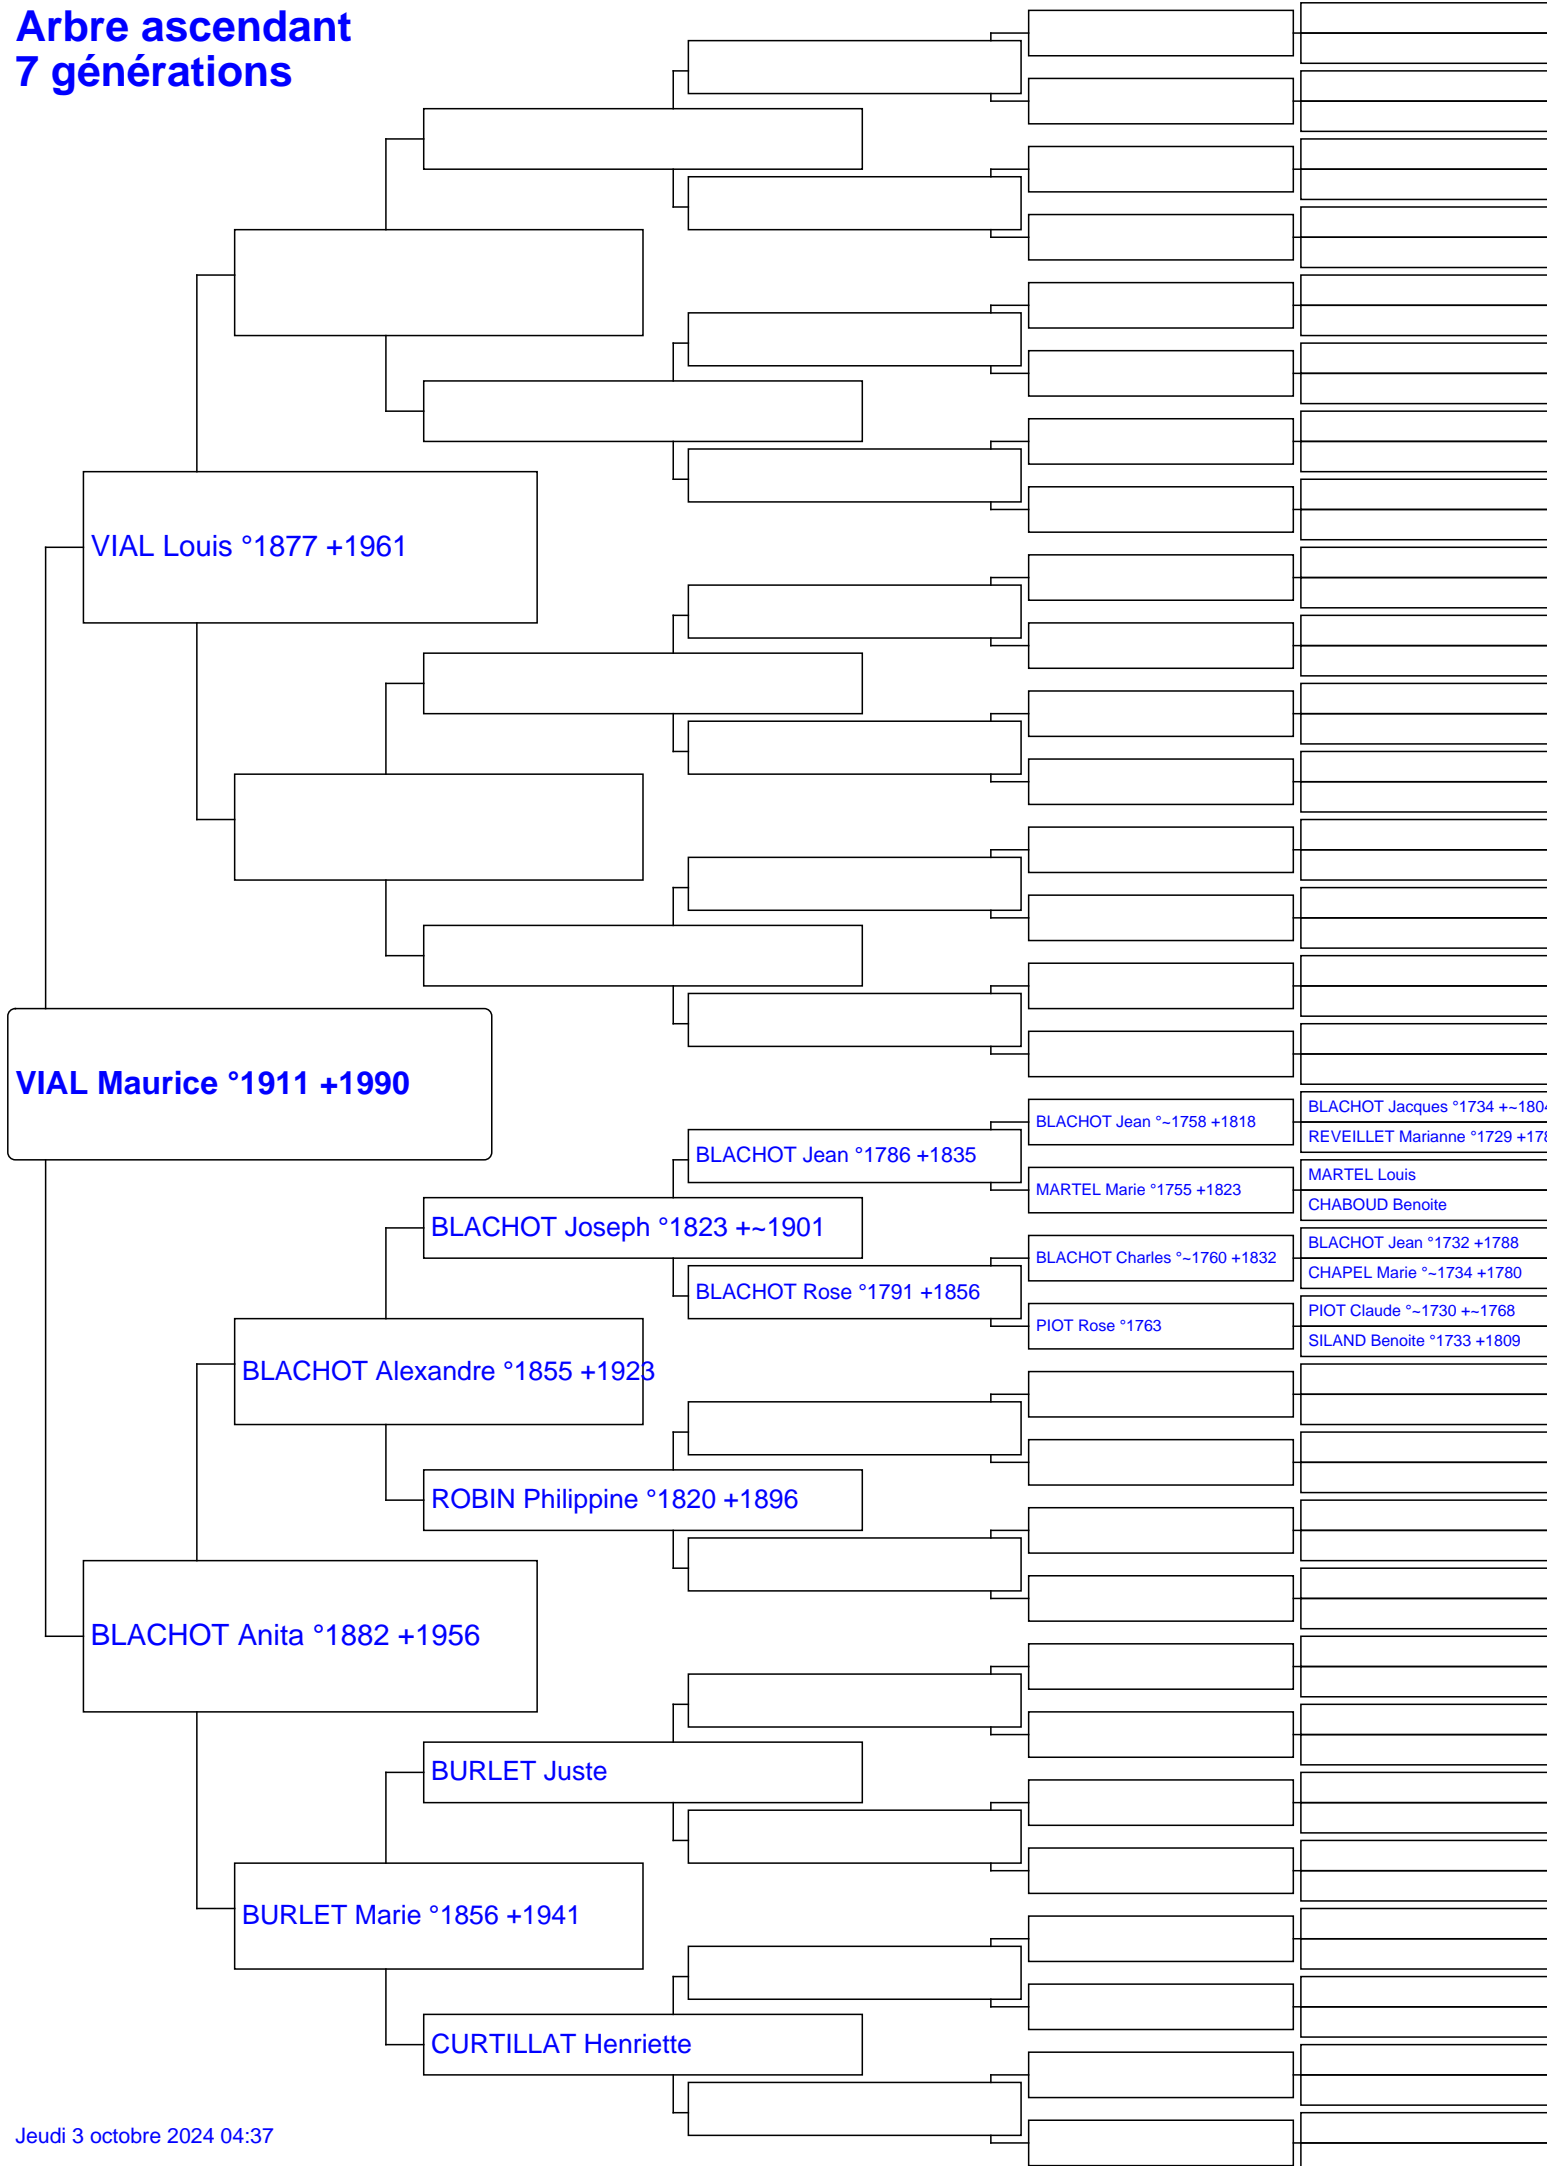 Arbre ascendant
7 générations
VIAL Louis °1877 +1961
VIAL Maurice °1911 +1990
BLACHOT Jean °~1758 +1818
BLACHOT Jacques °1734 +~1804
REVEILLET Marianne °1729 +178
BLACHOT Jean °1786 +1835
MARTEL Marie °1755 +1823
MARTEL Louis
CHABOUD Benoite
BLACHOT Joseph °1823 +~1901
BLACHOT Charles °~1760 +1832
BLACHOT Jean °1732 +1788
CHAPEL Marie °~1734 +1780
BLACHOT Rose °1791 +1856
PIOT Rose °1763
PIOT Claude °~1730 +~1768
SILAND Benoite °1733 +1809
BLACHOT Alexandre °1855 +1923
ROBIN Philippine °1820 +1896
BLACHOT Anita °1882 +1956
BURLET Juste
BURLET Marie °1856 +1941
CURTILLAT Henriette
Jeudi 3 octobre 2024 04:37